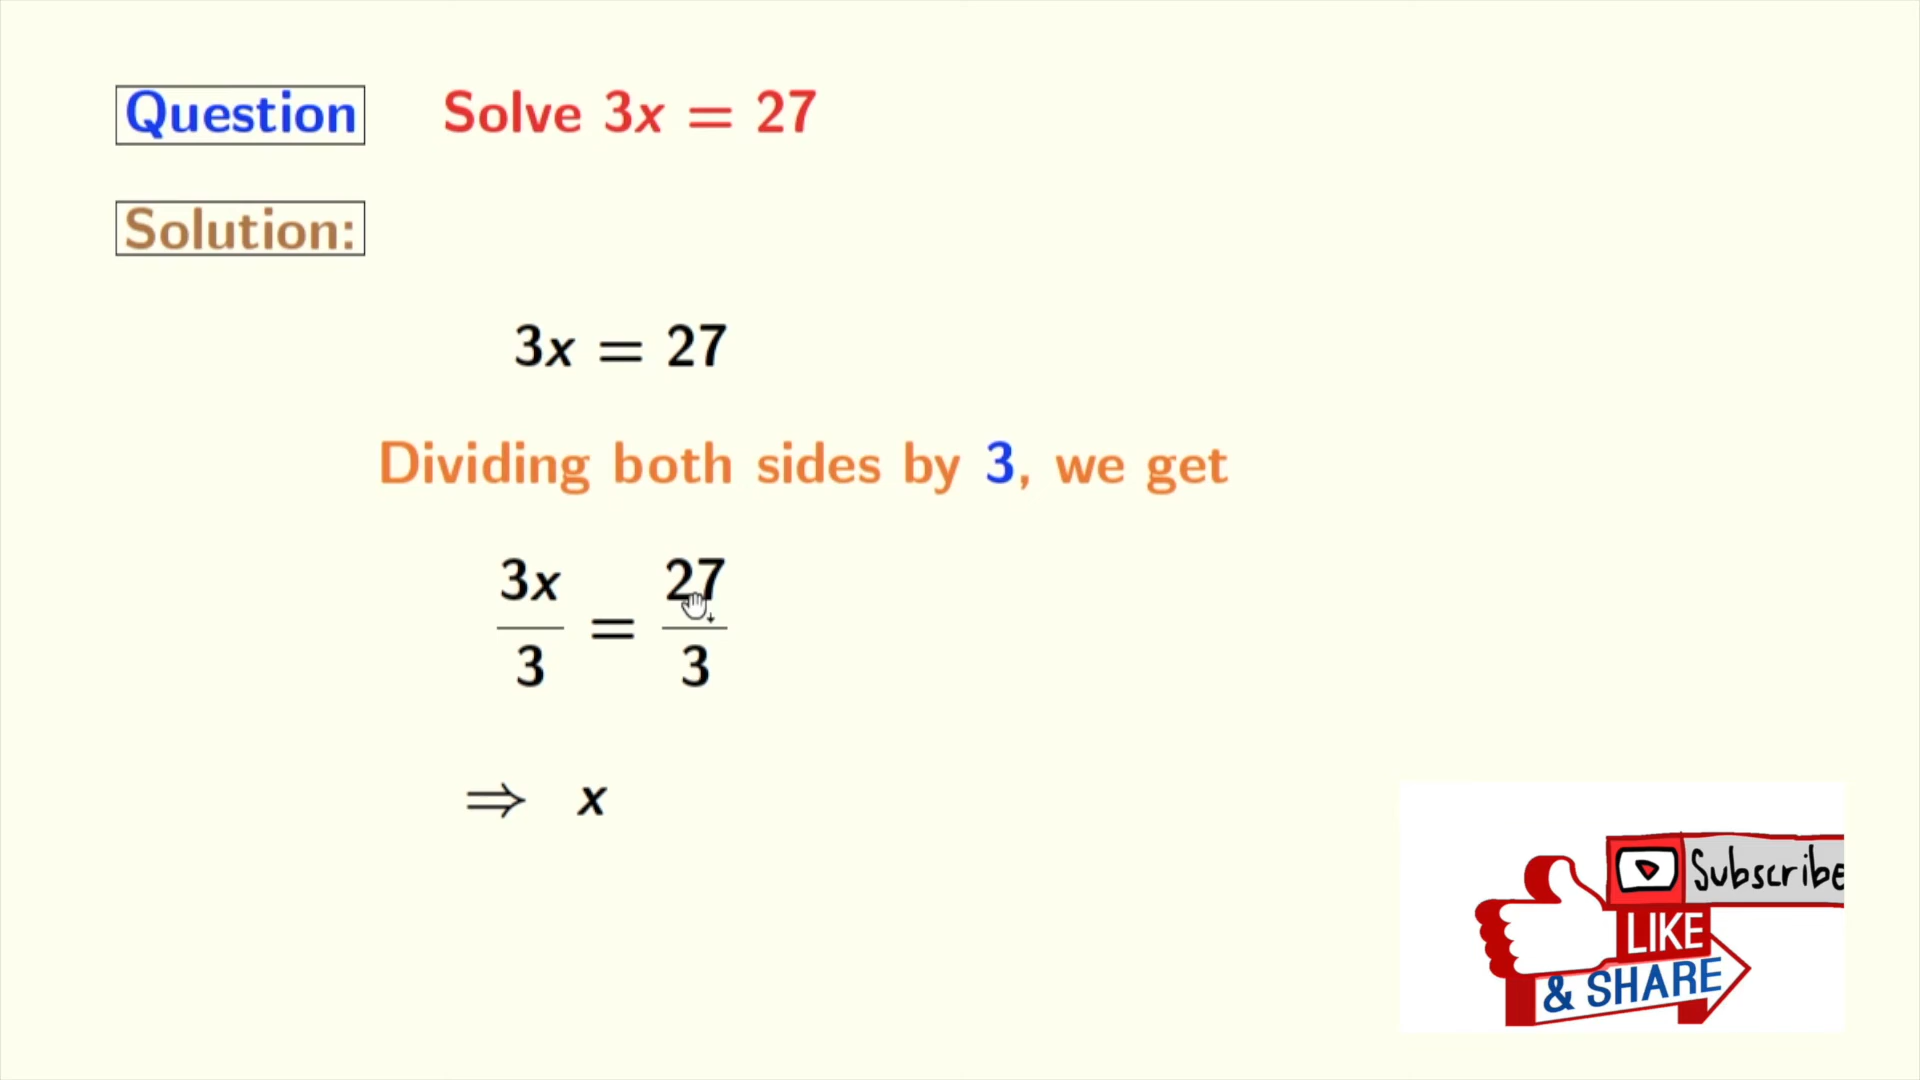 Question Solve 3x = 27
Solution:
3x = 27
Dividing both sides by 3, we get
3x/3 = 27/3
⇒ x
Subscribe
LIKE
& SHARE